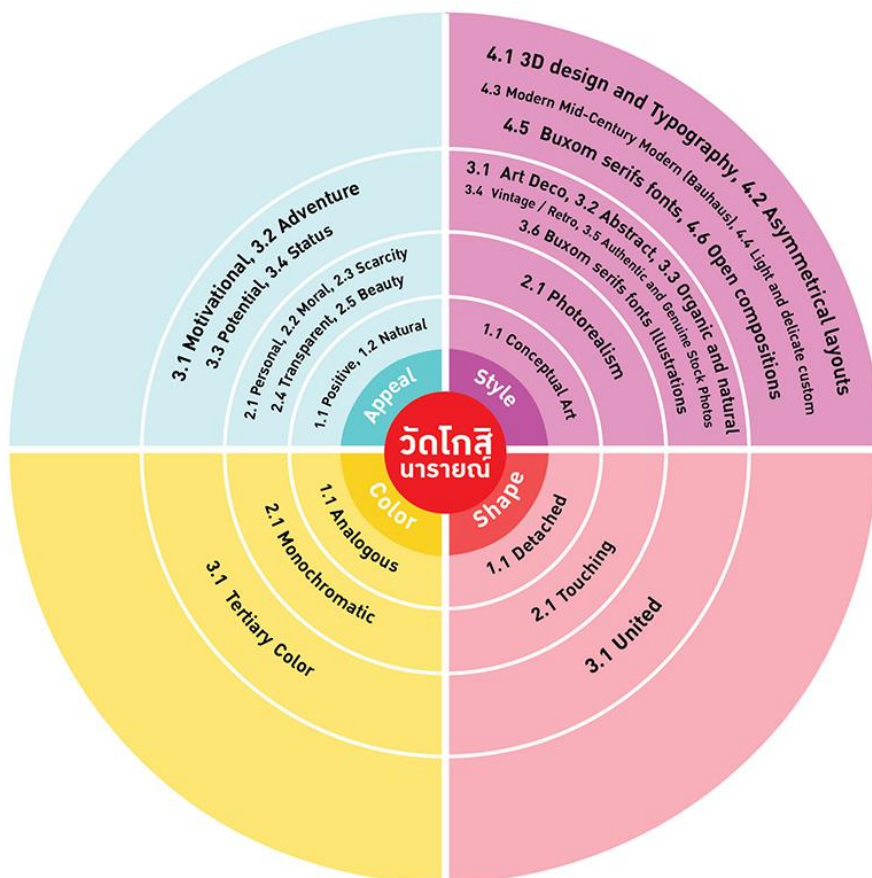 4.1 3D design and Typography, 4.2 Asymmetrical layouts
4.3 Modern Mid-Century Modern (Bauhaus), 4.4 Light and delicate custom
4.5 Buxom serifs fonts, 4.6 Open compositions
3.1 Art Deco, 3.2 Abstract, 3.3 Organic and natural
3.4 Vintage / Retro, 3.5 Authentic and Genuine Stock Photos
3.6 Buxom serifs fonts Illustrations
2.1 Photorealism
1.1 Conceptual Art
Style
3.1 Motivational, 3.2 Adventure
3.3 Potential, 3.4 Status
2.1 Personal, 2.2 Moral, 2.3 Scarcity
2.4 Transparent, 2.5 Beauty
1.1 Positive, 1.2 Natural
Appeal
วัดโกสิ
นารายณ์
Color
1.1 Analogous
2.1 Monochromatic
3.1 Tertiary Color
Shape
1.1 Detached
2.1 Touching
3.1 United